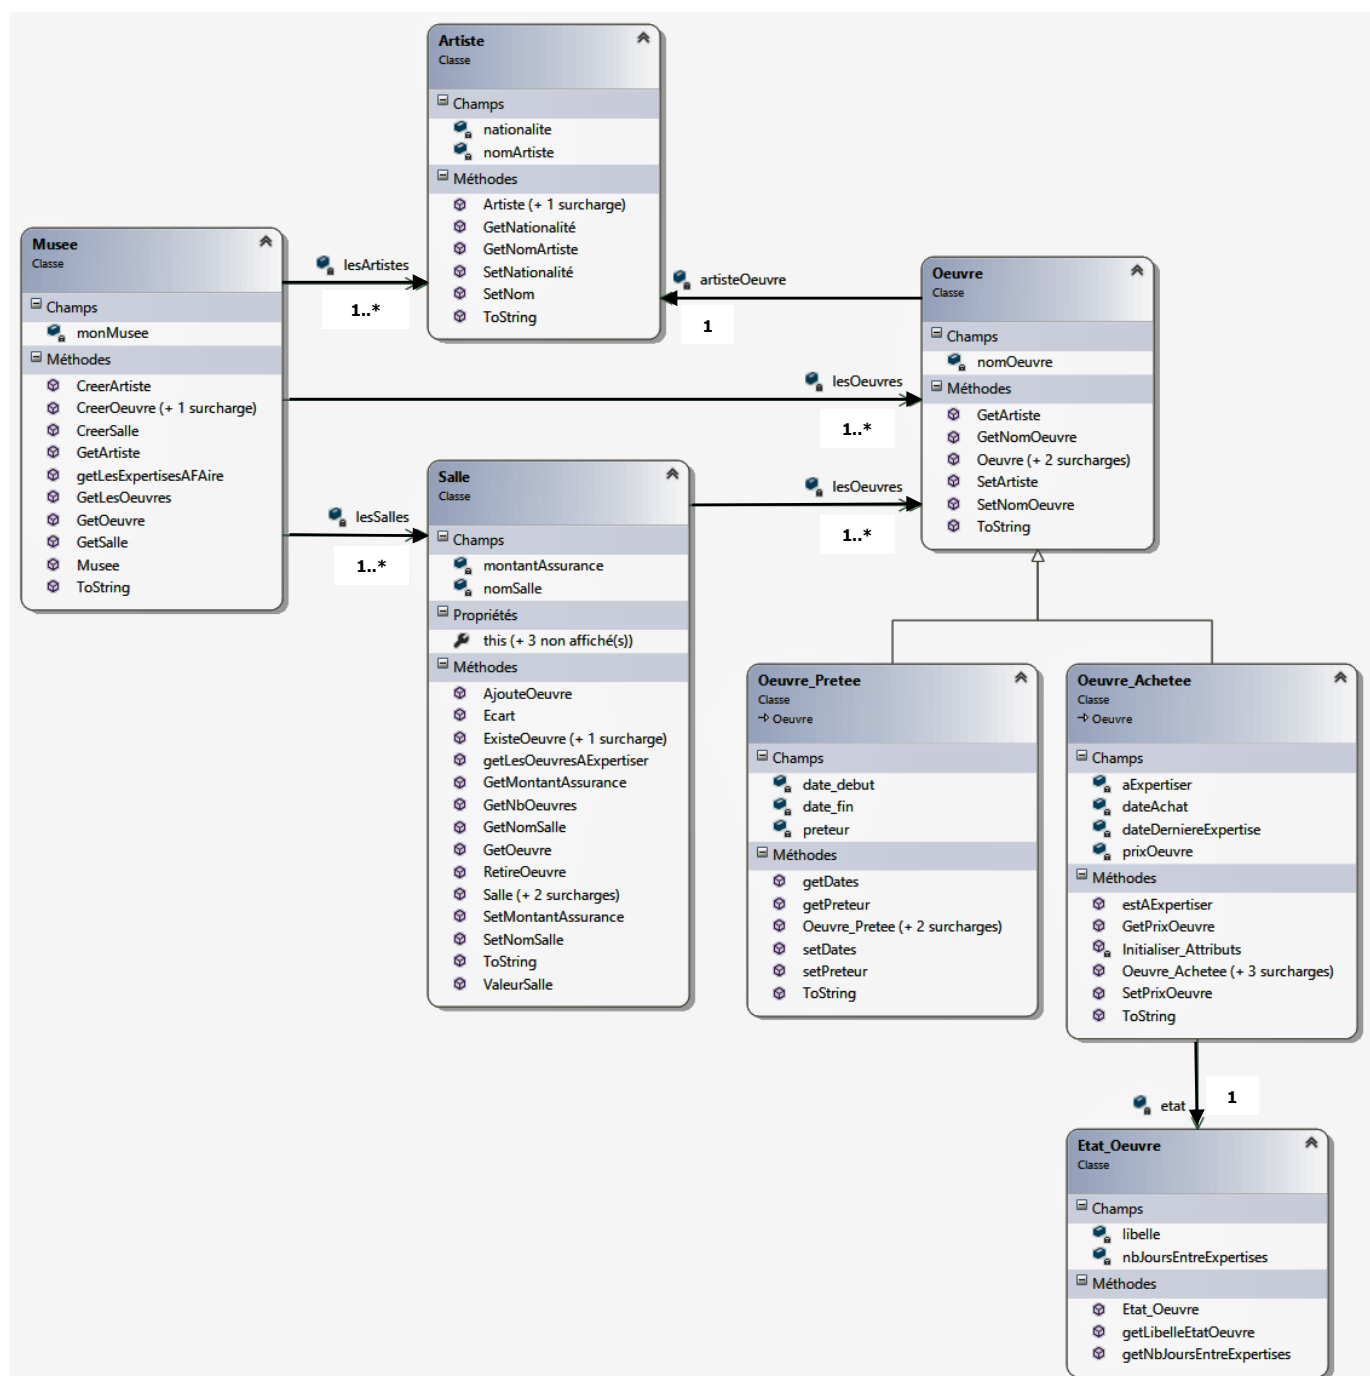 Artiste
Classe
Champs
nationalite
nomArtiste
Méthodes
Artiste (+ 1 surcharge)
GetNationalité
GetNomArtiste
SetNationalité
SetNom
ToString
Musee
Classe
Champs
monMusee
Méthodes
CreerArtiste
CreerOeuvre (+ 1 surcharge)
CreerSalle
GetArtiste
getLesExpertisesAFAire
GetLesOeuvres
GetOeuvre
GetSalle
Musee
ToString
lesArtistes
1..*
artisteOeuvre
1
lesOeuvres
1..*
lesSalles
1..*
lesOeuvres
1..*
Oeuvre
Classe
Champs
nomOeuvre
Méthodes
GetArtiste
GetNomOeuvre
Oeuvre (+ 2 surcharges)
SetArtiste
SetNomOeuvre
ToString
Salle
Classe
Champs
montantAssurance
nomSalle
Propriétés
this (+ 3 non affiché(s))
Méthodes
AjouteOeuvre
Ecart
ExisteOeuvre (+ 1 surcharge)
getLesOeuvresAExpertiser
GetMontantAssurance
GetNbOeuvres
GetNomSalle
GetOeuvre
RetireOeuvre
Salle (+ 2 surcharges)
SetMontantAssurance
SetNomSalle
ToString
ValeurSalle
Oeuvre_Pretee
Classe
Oeuvre
Champs
date_debut
date_fin
preteur
Méthodes
getDates
getPreteur
Oeuvre_Pretee (+ 2 surcharges)
setDates
setPreteur
ToString
Oeuvre_Achetee
Classe
Oeuvre
Champs
aExpertiser
dateAchat
dateDerniereExpertise
prixOeuvre
Méthodes
estAExpertiser
GetPrixOeuvre
Initialiser_Attributs
Oeuvre_Achetee (+ 3 surcharges)
SetPrixOeuvre
ToString
etat
1
Etat_Oeuvre
Classe
Champs
libelle
nbJoursEntreExpertises
Méthodes
Etat_Oeuvre
getLibelleEtatOeuvre
getNbJoursEntreExpertises